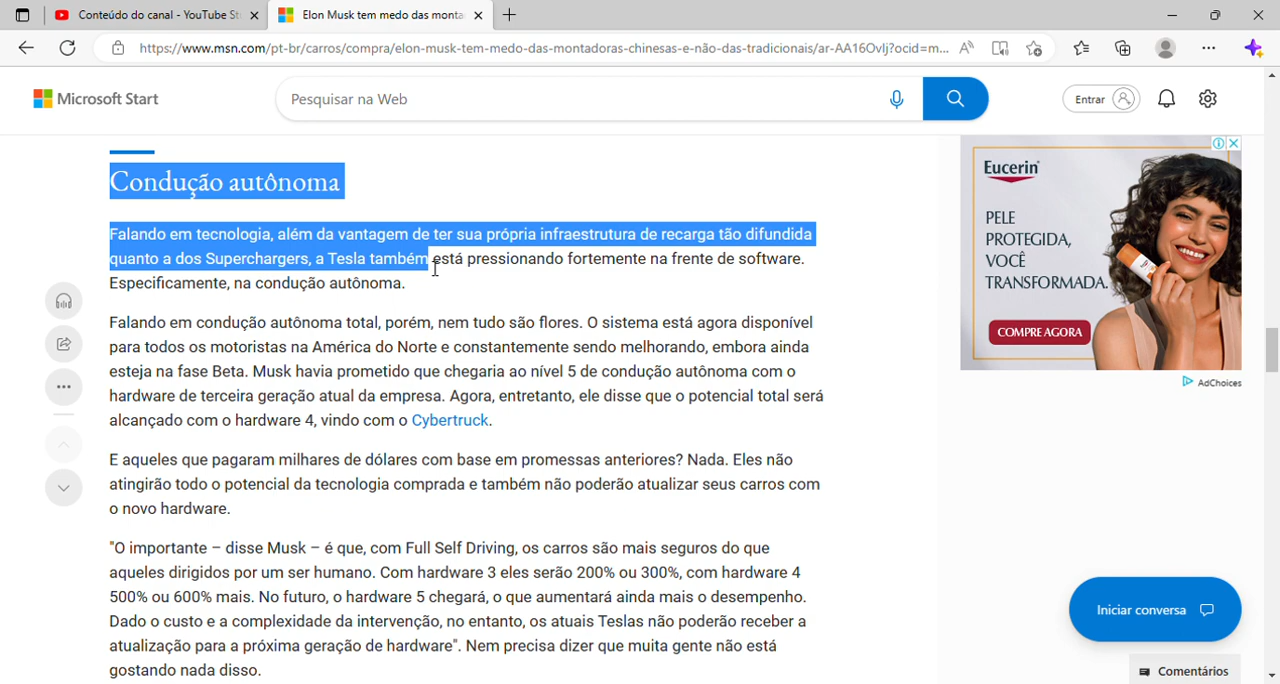 Conteúdo do canal - YouTube St
Elon Musk tem medo das monta
https://www.msn.com/pt-br/carros/compra/elon-musk-tem-medo-das-montadoras-chinesas-e-não-das-tradicionais/ar-AA16OvIj?ocid=m...
Microsoft Start
Pesquisar na Web
Entrar
Condução autônoma
Falando em tecnologia, além da vantagem de ter sua própria infraestrutura de recarga tão difundida
quanto a dos Superchargers, a Tesla também está pressionando fortemente na frente de software.
Especificamente, na condução autônoma.
Falando em condução autônoma total, porém, nem tudo são flores. O sistema está agora disponível
para todos os motoristas na América do Norte e constantemente sendo melhorando, embora ainda
esteja na fase Beta. Musk havia prometido que chegaria ao nível 5 de condução autônoma com o
hardware de terceira geração atual da empresa. Agora, entretanto, ele disse que o potencial total será
alcançado com o hardware 4, vindo com o Cybertruck.
E aqueles que pagaram milhares de dólares com base em promessas anteriores? Nada. Eles não
atingirão todo o potencial da tecnologia comprada e também não poderão atualizar seus carros com
o novo hardware.
"O importante – disse Musk – é que, com Full Self Driving, os carros são mais seguros do que
aqueles dirigidos por um ser humano. Com hardware 3 eles serão 200% ou 300%, com hardware 4
500% ou 600% mais. No futuro, o hardware 5 chegará, o que aumentará ainda mais o desempenho.
Dado o custo e a complexidade da intervenção, no entanto, os atuais Teslas não poderão receber a
atualização para a próxima geração de hardware". Nem precisa dizer que muita gente não está
gostando nada disso.
Eucerin
PELE
PROTEGIDA,
VOCÊ
TRANSFORMADA.
COMPRE AGORA
AdChoices
Iniciar conversa
Comentários